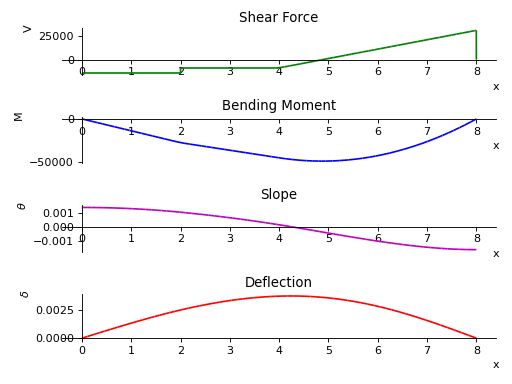 Shear Force
V
25000
0
0 1 2 3 4 5 6 7 8
x
Bending Moment
M
0
0 1 2 3 4 5 6 7 8
x
−50000
Slope
θ
0.001
0.000
0 1 2 3 4 5 6 7 8
−0.001
x
Deflection
δ
0.0025
0.0000
0 1 2 3 4 5 6 7 8
x